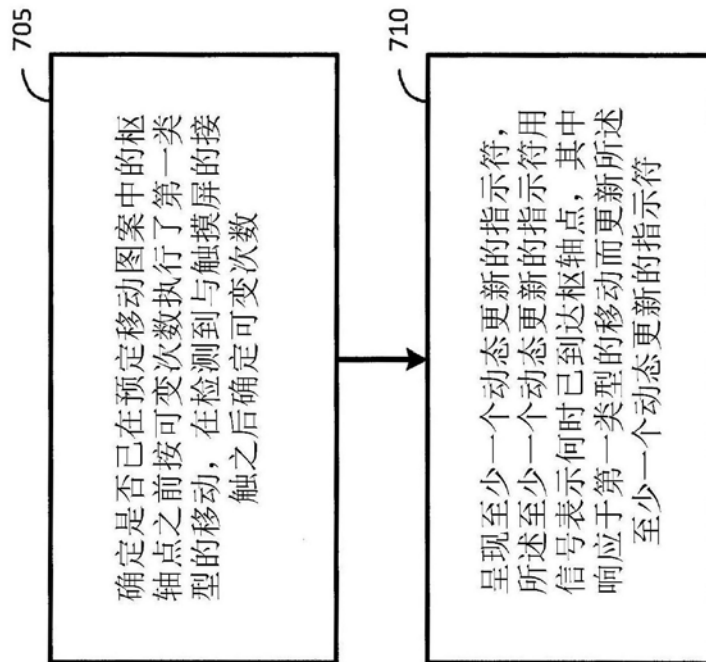 705
确定是否已在预定移动图案中的枢
轴点之前按可变次数执行了第一类
型的移动，在检测到与触摸屏的接
触之后确定可变次数
710
呈现至少一个动态更新的指示符，
所述至少一个动态更新的指示符用
信号表示何时已到达枢轴点，其中
响应于第一类型的移动而更新所述
至少一个动态更新的指示符